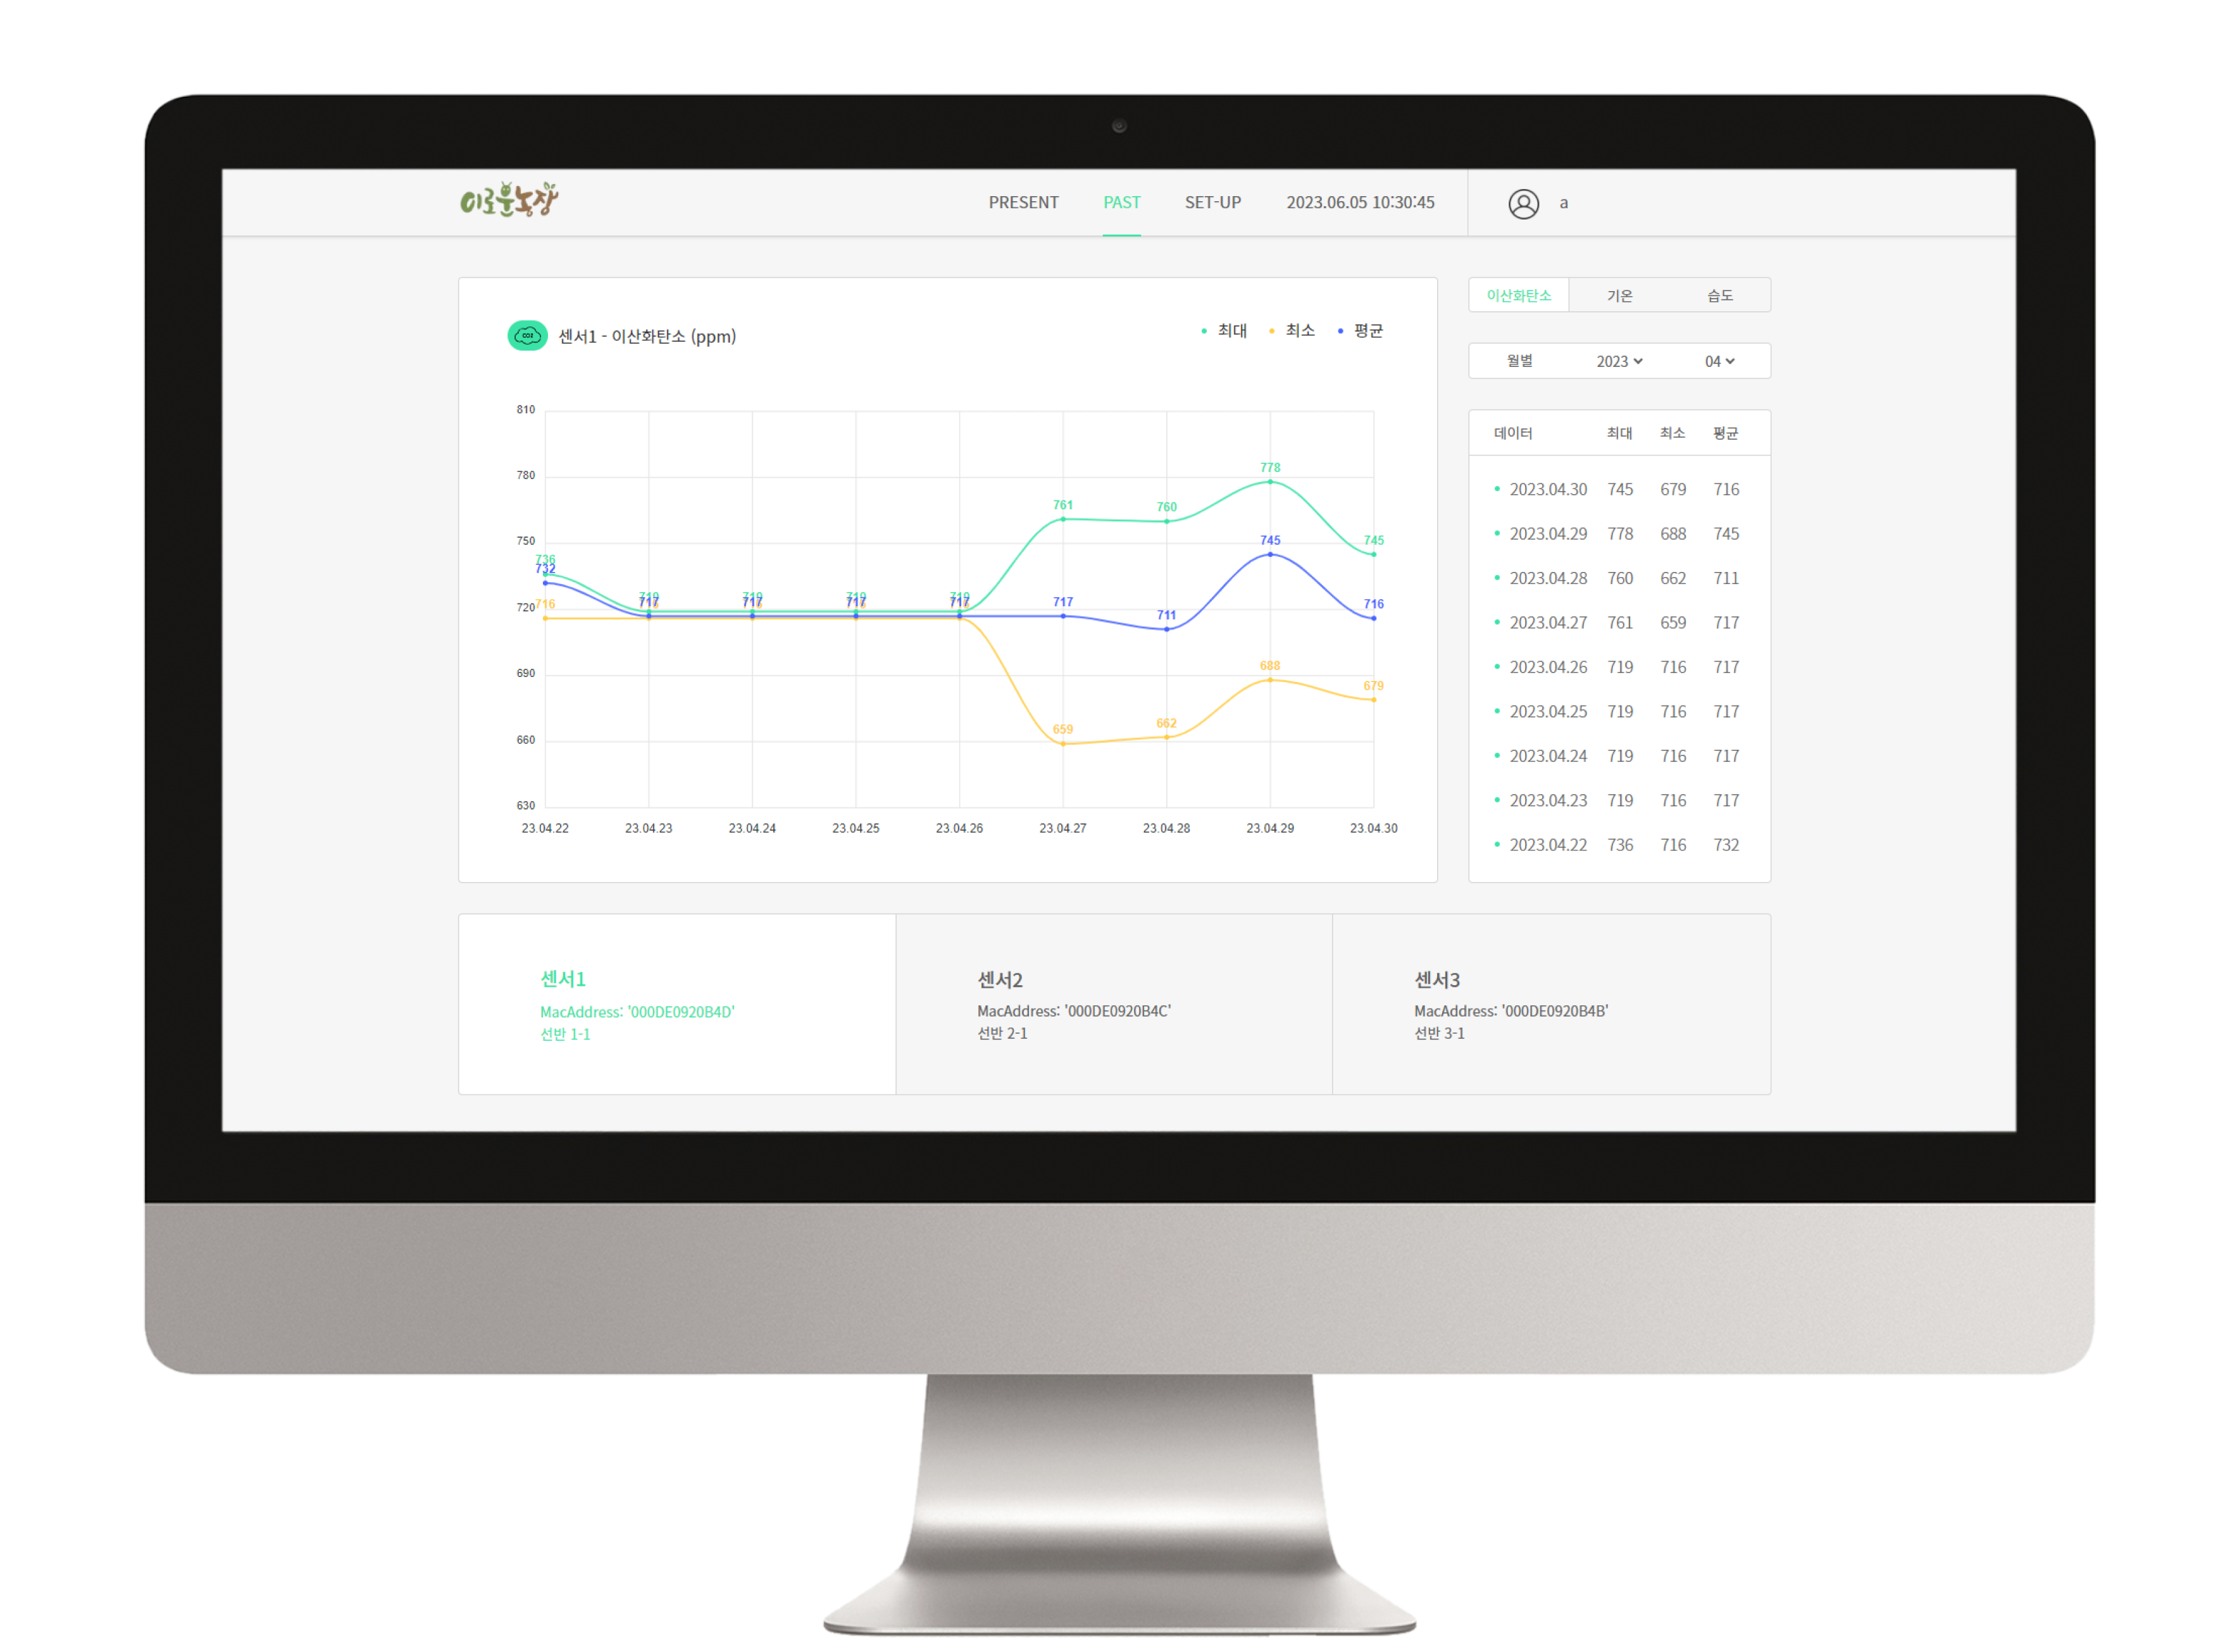 이로운농장
PRESENT PAST SET-UP 2023.06.05 10:30:45 a
CO2 센서1 - 이산화탄소 (ppm)
최대 최소 평균
810
780
750
720
690
660
630
736
732
716
719
717
719
717
719
717
719
717
761
717
659
760
711
662
778
745
688
745
716
679
23.04.22 23.04.23 23.04.24 23.04.25 23.04.26 23.04.27 23.04.28 23.04.29 23.04.30
이산화탄소 기온 습도
월별 2023 04
데이터 최대 최소 평균
2023.04.30 745 679 716
2023.04.29 778 688 745
2023.04.28 760 662 711
2023.04.27 761 659 717
2023.04.26 719 716 717
2023.04.25 719 716 717
2023.04.24 719 716 717
2023.04.23 719 716 717
2023.04.22 736 716 732
센서1
MacAddress: '000DE0920B4D'
선반 1-1
센서2
MacAddress: '000DE0920B4C'
선반 2-1
센서3
MacAddress: '000DE0920B4B'
선반 3-1